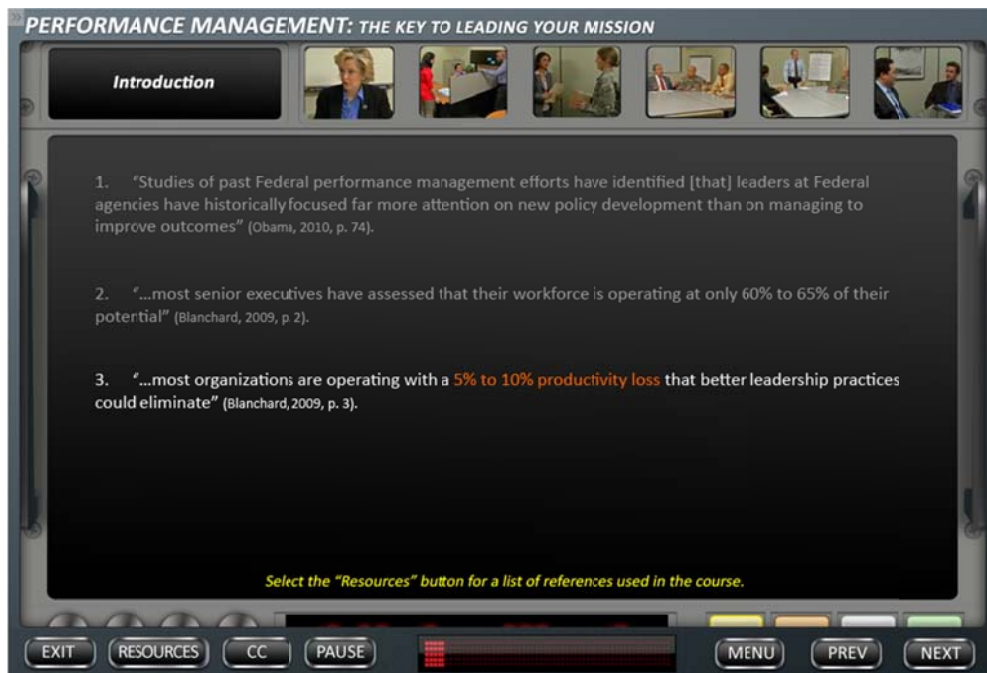 PERFORMANCE MANAGEMENT: THE KEY TO LEADING YOUR MISSION
Introduction
1. "Studies of past Federal performance management efforts have identified [that] leaders at Federal
agencies have historically focused far more attention on new policy development than on managing to
improve outcomes" (Obama, 2010, p. 74).
2. "...most senior executives have assessed that their workforce is operating at only 60% to 65% of their
potential" (Blanchard, 2009, p 2).
3. "...most organizations are operating with a 5% to 10% productivity loss that better leadership practices
could eliminate" (Blanchard, 2009, p. 3).
Select the "Resources" button for a list of references used in the course.
EXIT RESOURCES CC PAUSE MENU PREV NEXT